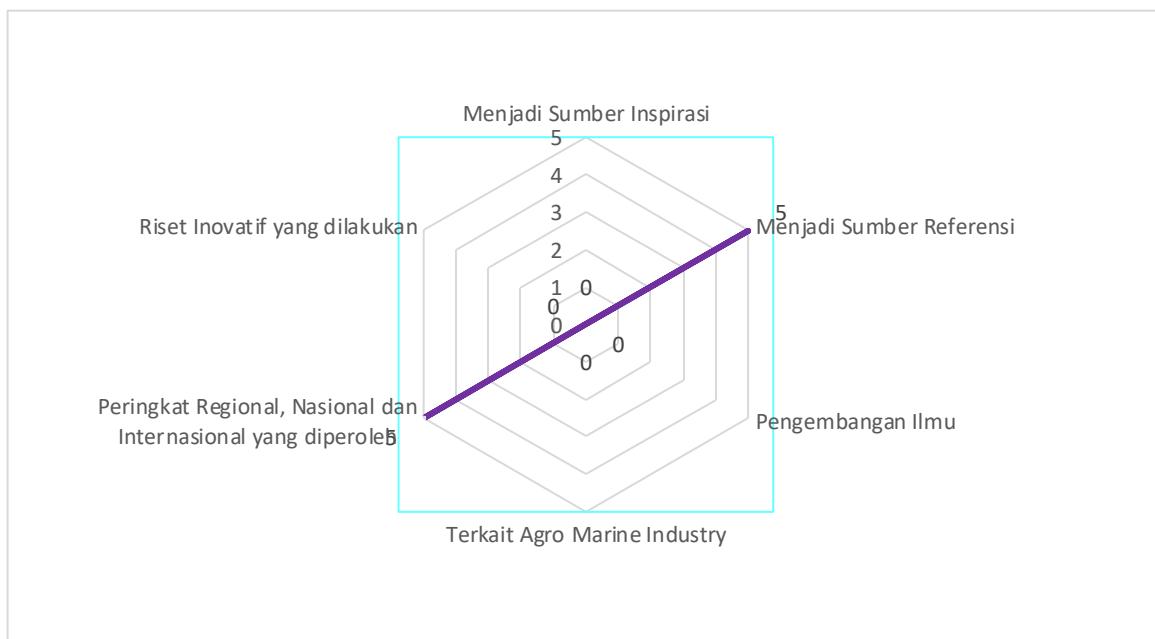 Menjadi Sumber Inspirasi
5
4
3
2
1
0
0
0
0
0
5
Menjadi Sumber Referensi
Riset Inovatif yang dilakukan
Peringkat Regional, Nasional dan
Internasional yang diperoleh
5
Pengembangan Ilmu
Terkait Agro Marine Industry